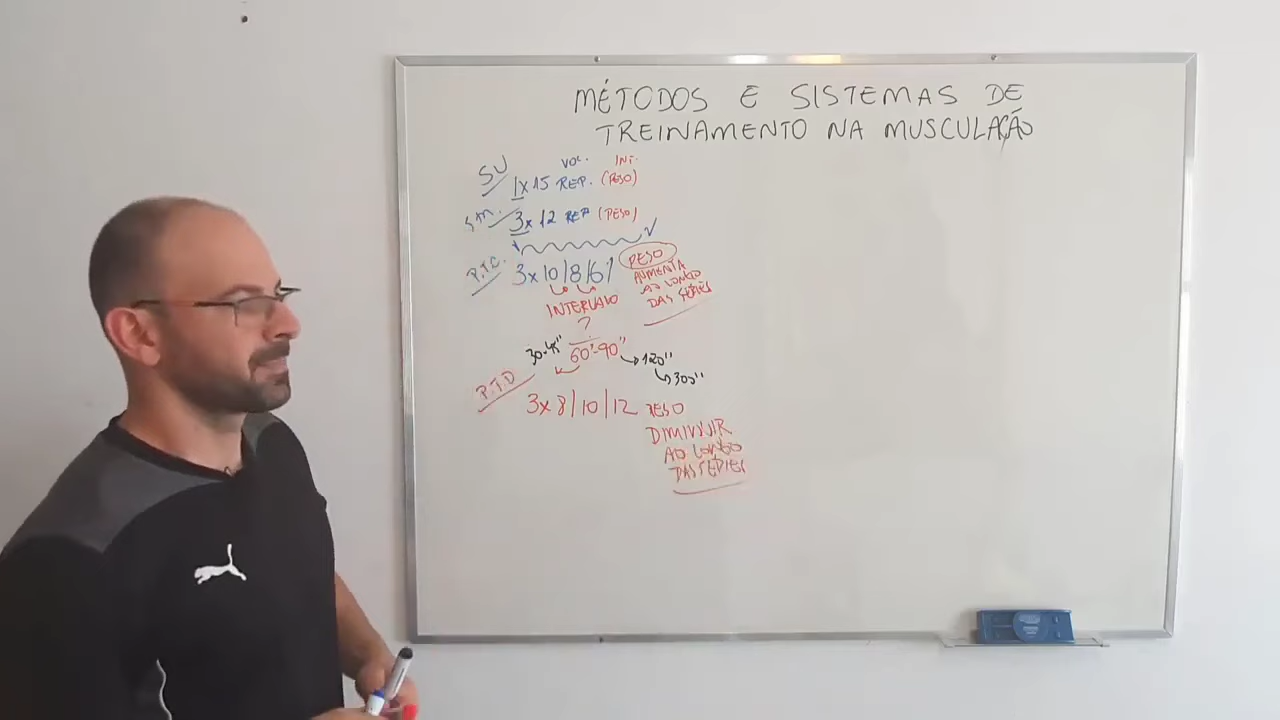 MÉTODOS E SISTEMAS DE
TREINAMENTO NA MUSCULAÇÃO
SU VOL. INT.
1x 15 REP. (PESO)
3x 12 REP (PESO)
P.T.C. 3x 10/8/6 PESO
AUMENTA
AO LONGO
DAS SÉRIES
INTERVALO
?
30-45" 60"-90" 120"
300"
P.T.D
3x 8/10/12 PESO
DIMINUIR
AO LONGO
DAS SÉRIES